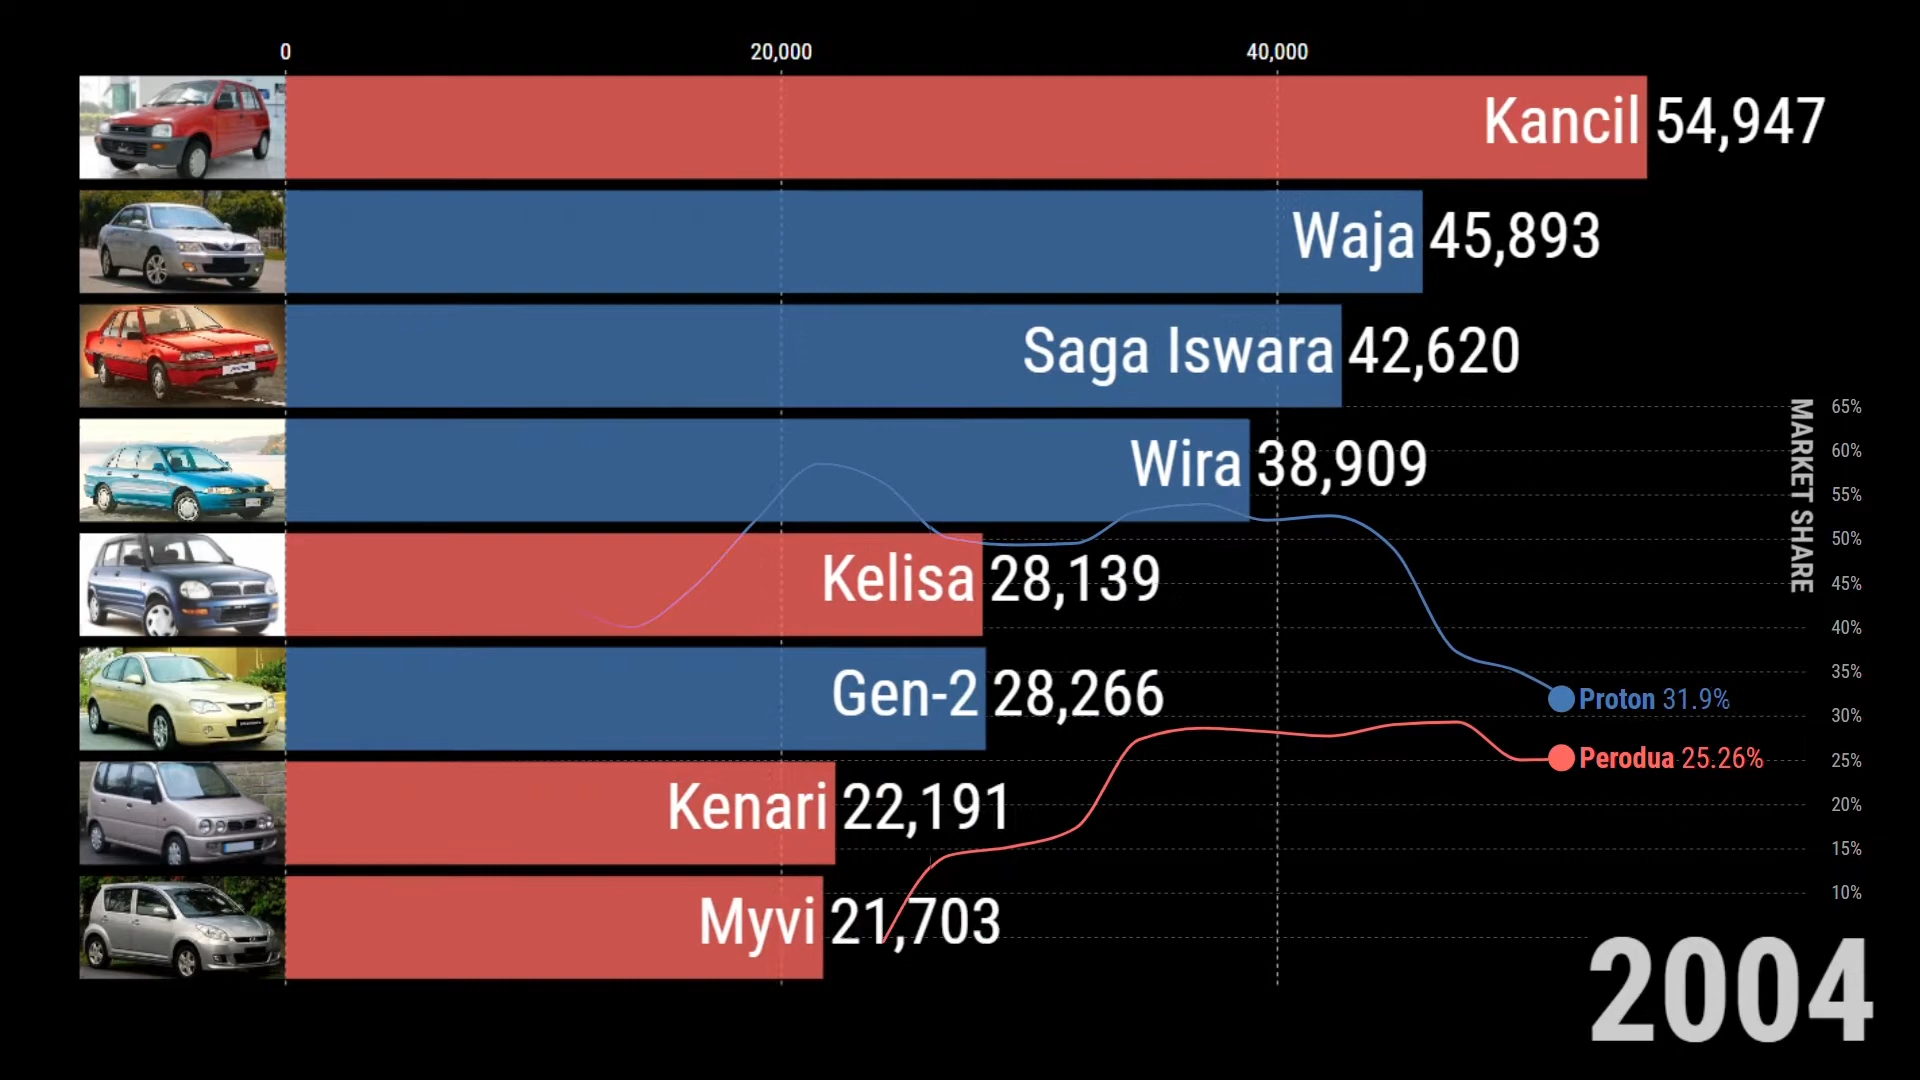 0 20,000 40,000
Kancil 54,947
Waja 45,893
Saga Iswara 42,620
Wira 38,909
Kelisa 28,139
Gen-2 28,266
Kenari 22,191
Myvi 21,703
MARKET SHARE
65%
60%
55%
50%
45%
40%
35%
30%
25%
20%
15%
10%
Proton 31.9%
Perodua 25.26%
2004